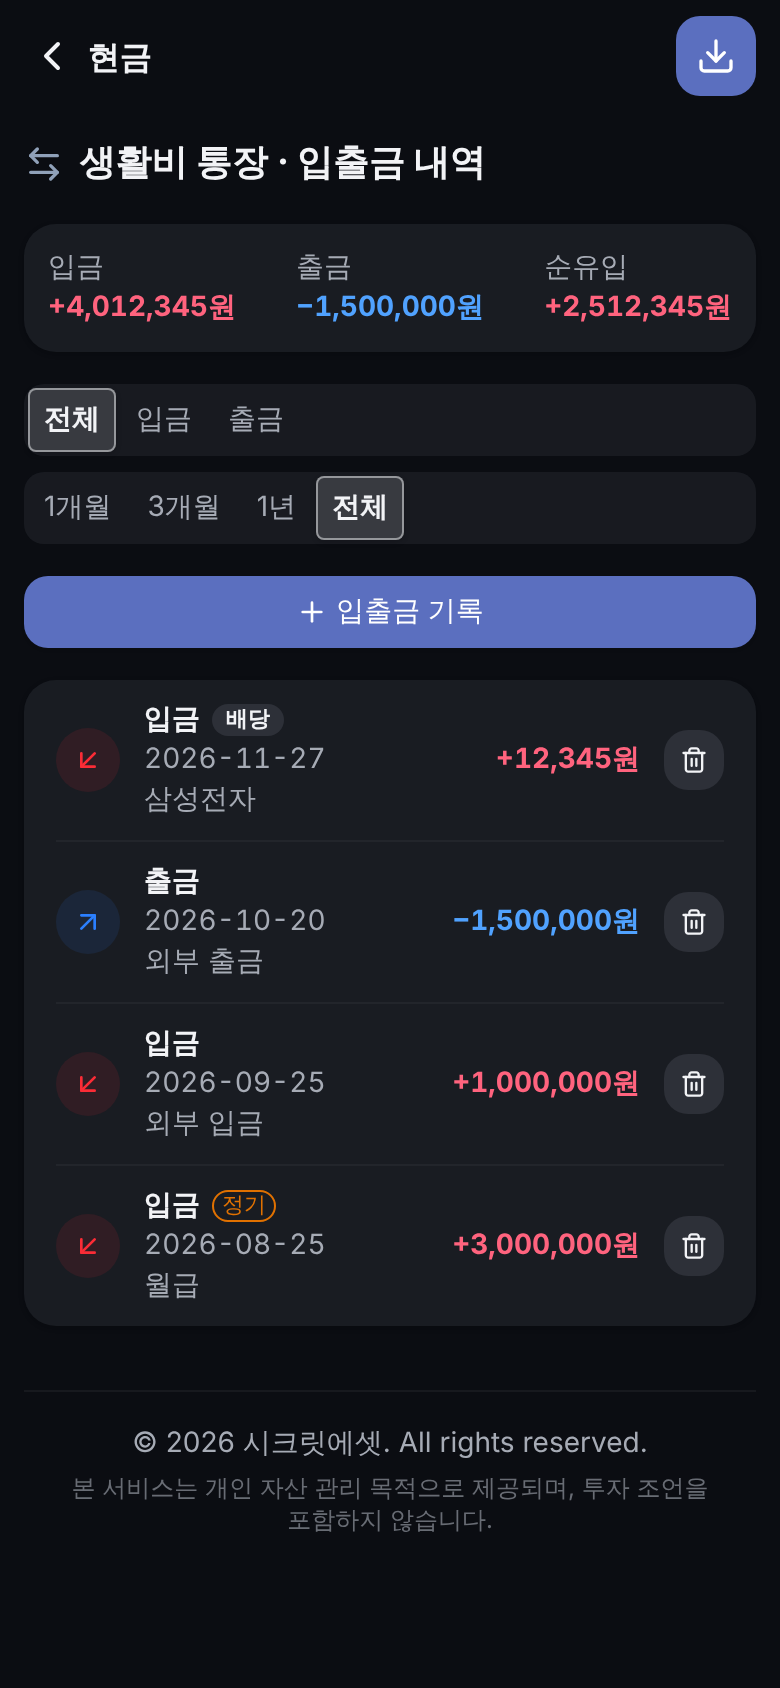 현금
생활비 통장 · 입출금 내역
입금 출금 순유입
+4,012,345원 −1,500,000원 +2,512,345원
전체 입금 출금
1개월 3개월 1년 전체
+ 입출금 기록
입금 배당
2026-11-27
+12,345원
삼성전자
출금
2026-10-20
−1,500,000원
외부 출금
입금
2026-09-25
+1,000,000원
외부 입금
입금 정기
2026-08-25
+3,000,000원
월급
© 2026 시크릿에셋. All rights reserved.
본 서비스는 개인 자산 관리 목적으로 제공되며, 투자 조언을
포함하지 않습니다.